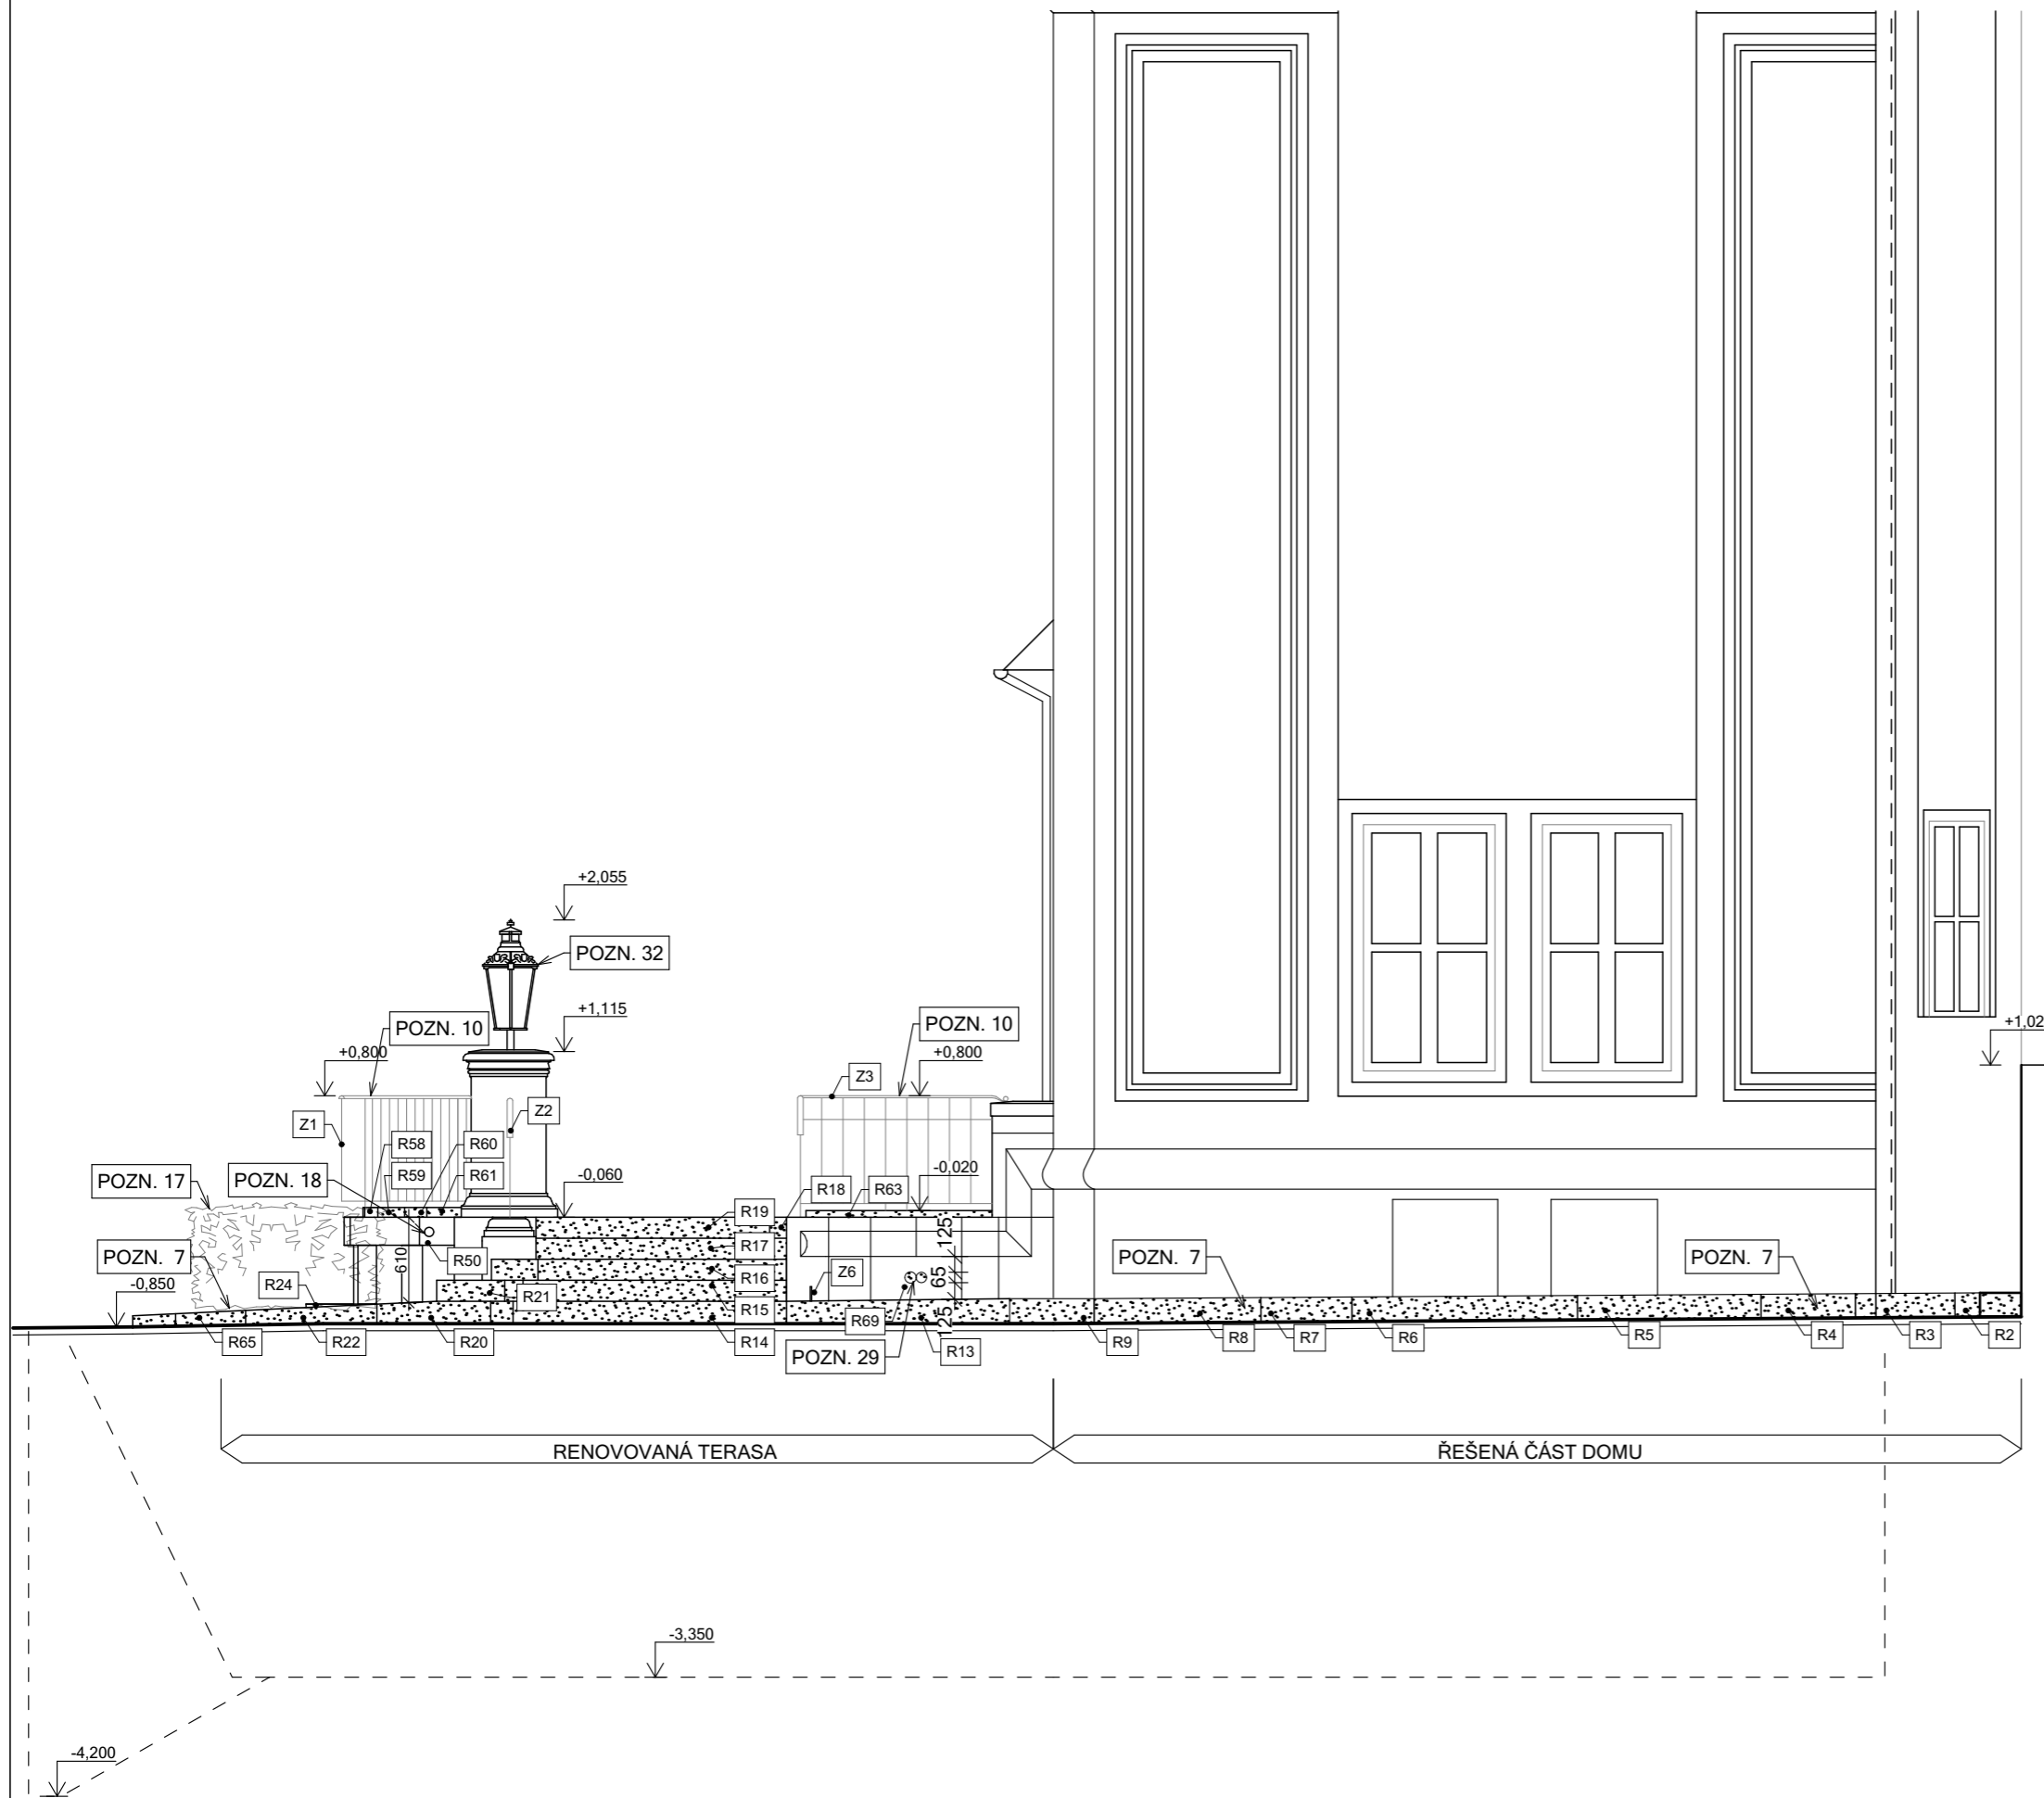 +2,055
POZN. 32
+1,115
POZN. 10
POZN. 10
+1,02
+0,800
+0,800
Z3
Z2
Z1
R58
R60
POZN. 17
POZN. 18
R59
R61
-0,060
-0,020
R18
R63
R19
125
R17
POZN. 7
R50
610
POZN. 7
POZN. 7
R16
Z6
65
-0,850
R24
R21
R15
R69
125
R65
R22
R20
R14
R13
R9
R8
R7
R6
R5
R4
R3
R2
POZN. 29
RENOVOVANÁ TERASA
ŘEŠENÁ ČÁST DOMU
-3,350
-4,200